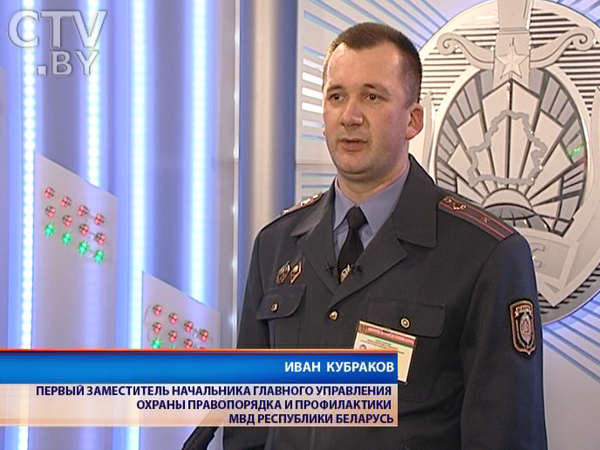 CTV
.BY
ИВАН КУБРАКОВ
ПЕРВЫЙ ЗАМЕСТИТЕЛЬ НАЧАЛЬНИКА ГЛАВНОГО УПРАВЛЕНИЯ
ОХРАНЫ ПРАВОПОРЯДКА И ПРОФИЛАКТИКИ
МВД РЕСПУБЛИКИ БЕЛАРУСЬ